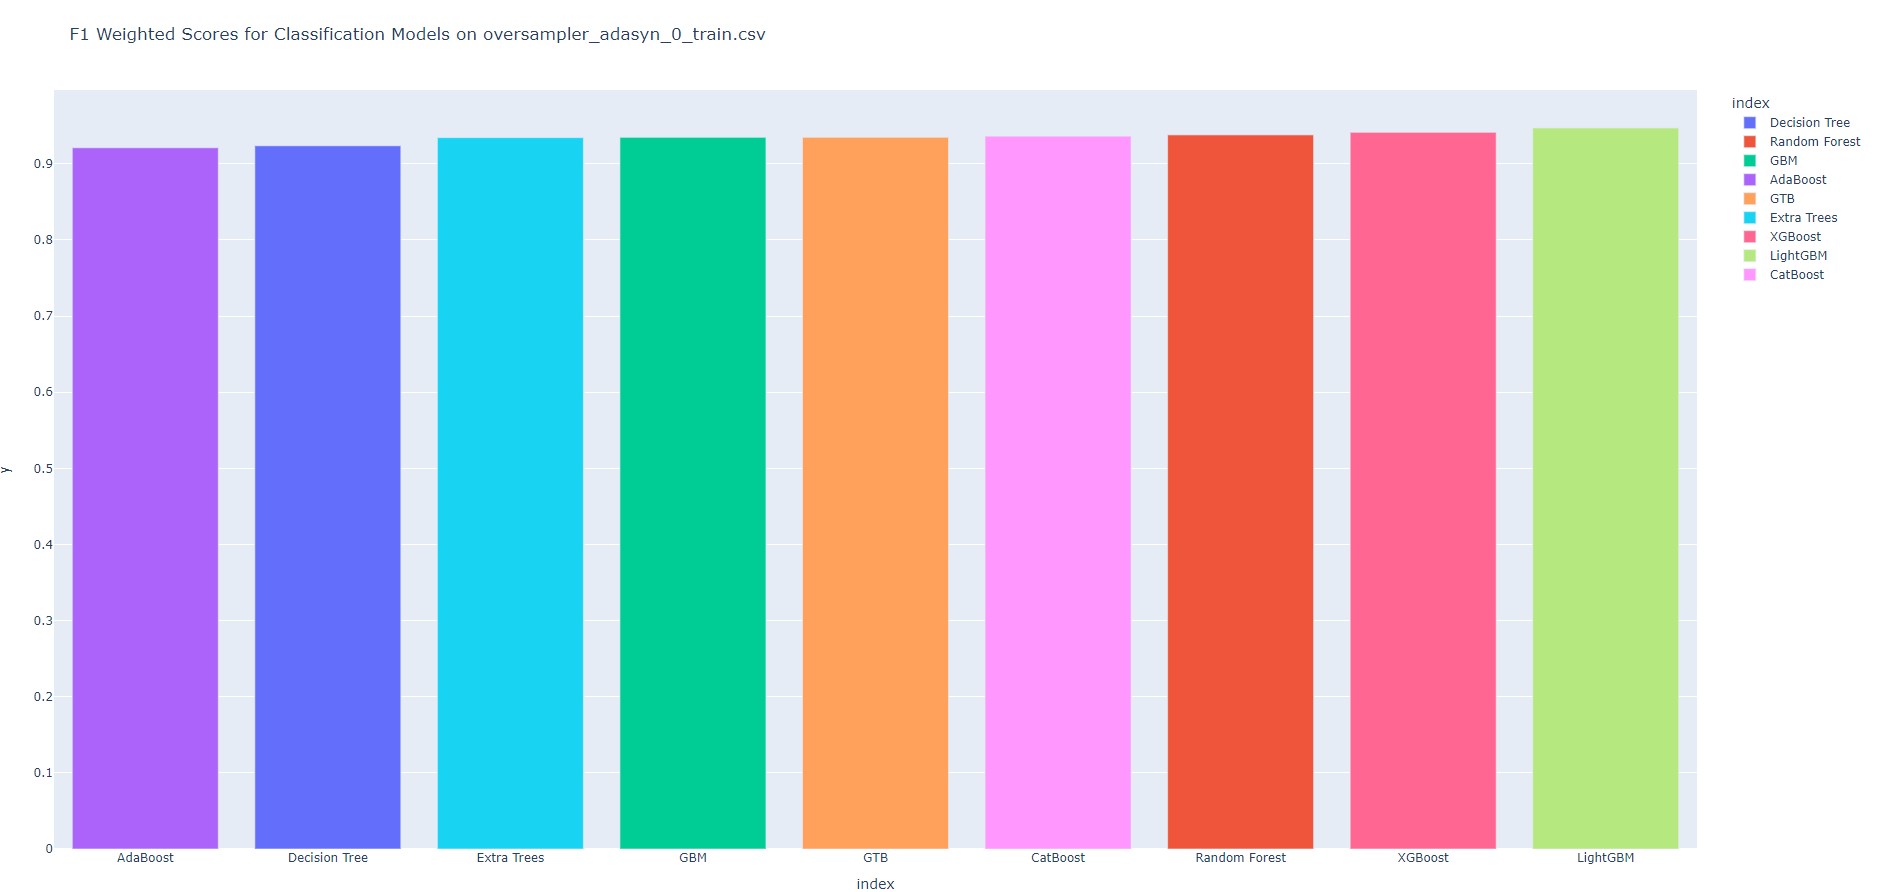 F1 Weighted Scores for Classification Models on oversampler_adasyn_0_train.csv
index
Decision Tree
Random Forest
GBM
AdaBoost
GTB
Extra Trees
XGBoost
LightGBM
CatBoost
0.9
0.8
0.7
0.6
0.5
0.4
0.3
0.2
0.1
0
y
AdaBoost Decision Tree Extra Trees GBM GTB CatBoost Random Forest XGBoost LightGBM
index